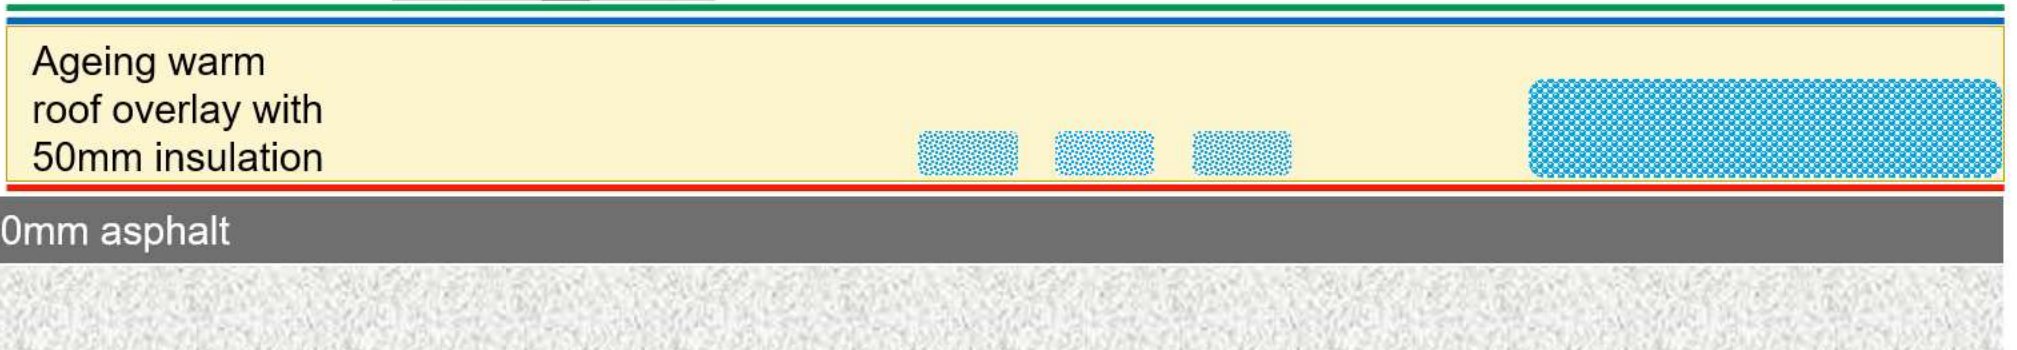 Ageing warm
roof overlay with
50mm insulation
0mm asphalt